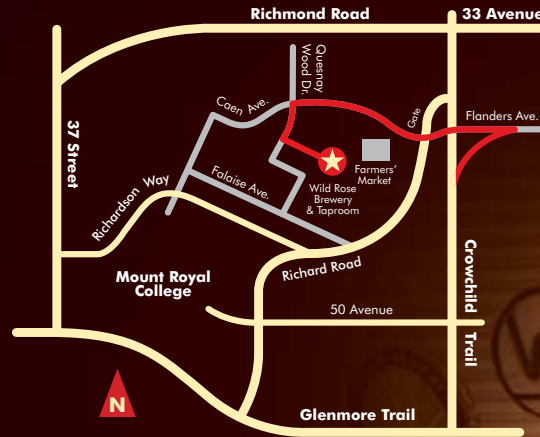 Richmond Road
33 Avenue
Quesnay
Wood Dr.
Caen Ave.
Gate
Flanders Ave.
37 Street
Farmers'
Market
Falaise Ave.
Wild Rose
Brewery
& Taproom
Richardson Way
Richard Road
Mount Royal
College
Crowchild
Trail
50 Avenue
N
Glenmore Trail